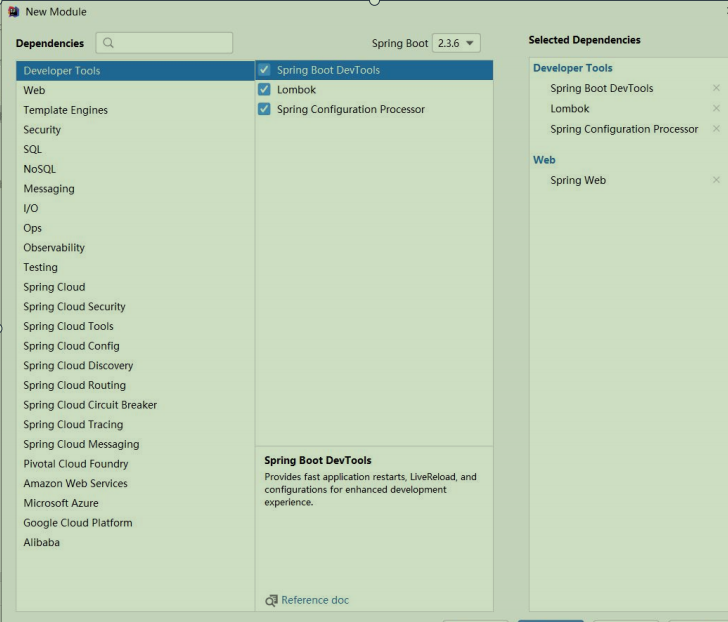 New Module
Dependencies
Spring Boot 2.3.6
Selected Dependencies
Developer Tools
Web
Template Engines
Security
SQL
NoSQL
Messaging
I/O
Ops
Observability
Testing
Spring Cloud
Spring Cloud Security
Spring Cloud Tools
Spring Cloud Config
Spring Cloud Discovery
Spring Cloud Routing
Spring Cloud Circuit Breaker
Spring Cloud Tracing
Spring Cloud Messaging
Pivotal Cloud Foundry
Amazon Web Services
Microsoft Azure
Google Cloud Platform
Alibaba
Spring Boot DevTools
Lombok
Spring Configuration Processor
Spring Boot DevTools
Provides fast application restarts, LiveReload, and
configurations for enhanced development
experience.
Reference doc
Developer Tools
Spring Boot DevTools
Lombok
Spring Configuration Processor
Web
Spring Web